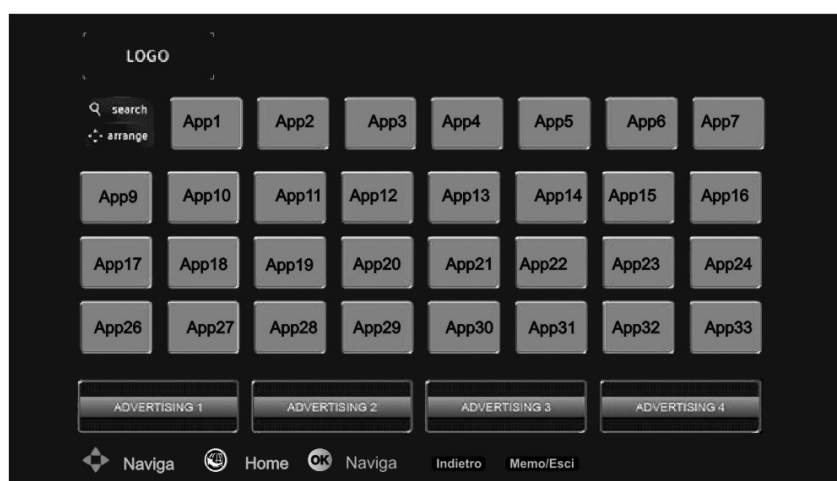 LOGO
search
arrange
App1 App2 App3 App4 App5 App6 App7
App9 App10 App11 App12 App13 App14 App15 App16
App17 App18 App19 App20 App21 App22 App23 App24
App26 App27 App28 App29 App30 App31 App32 App33
ADVERTISING 1 ADVERTISING 2 ADVERTISING 3 ADVERTISING 4
Naviga Home OK Naviga Indietro Memo/Esci